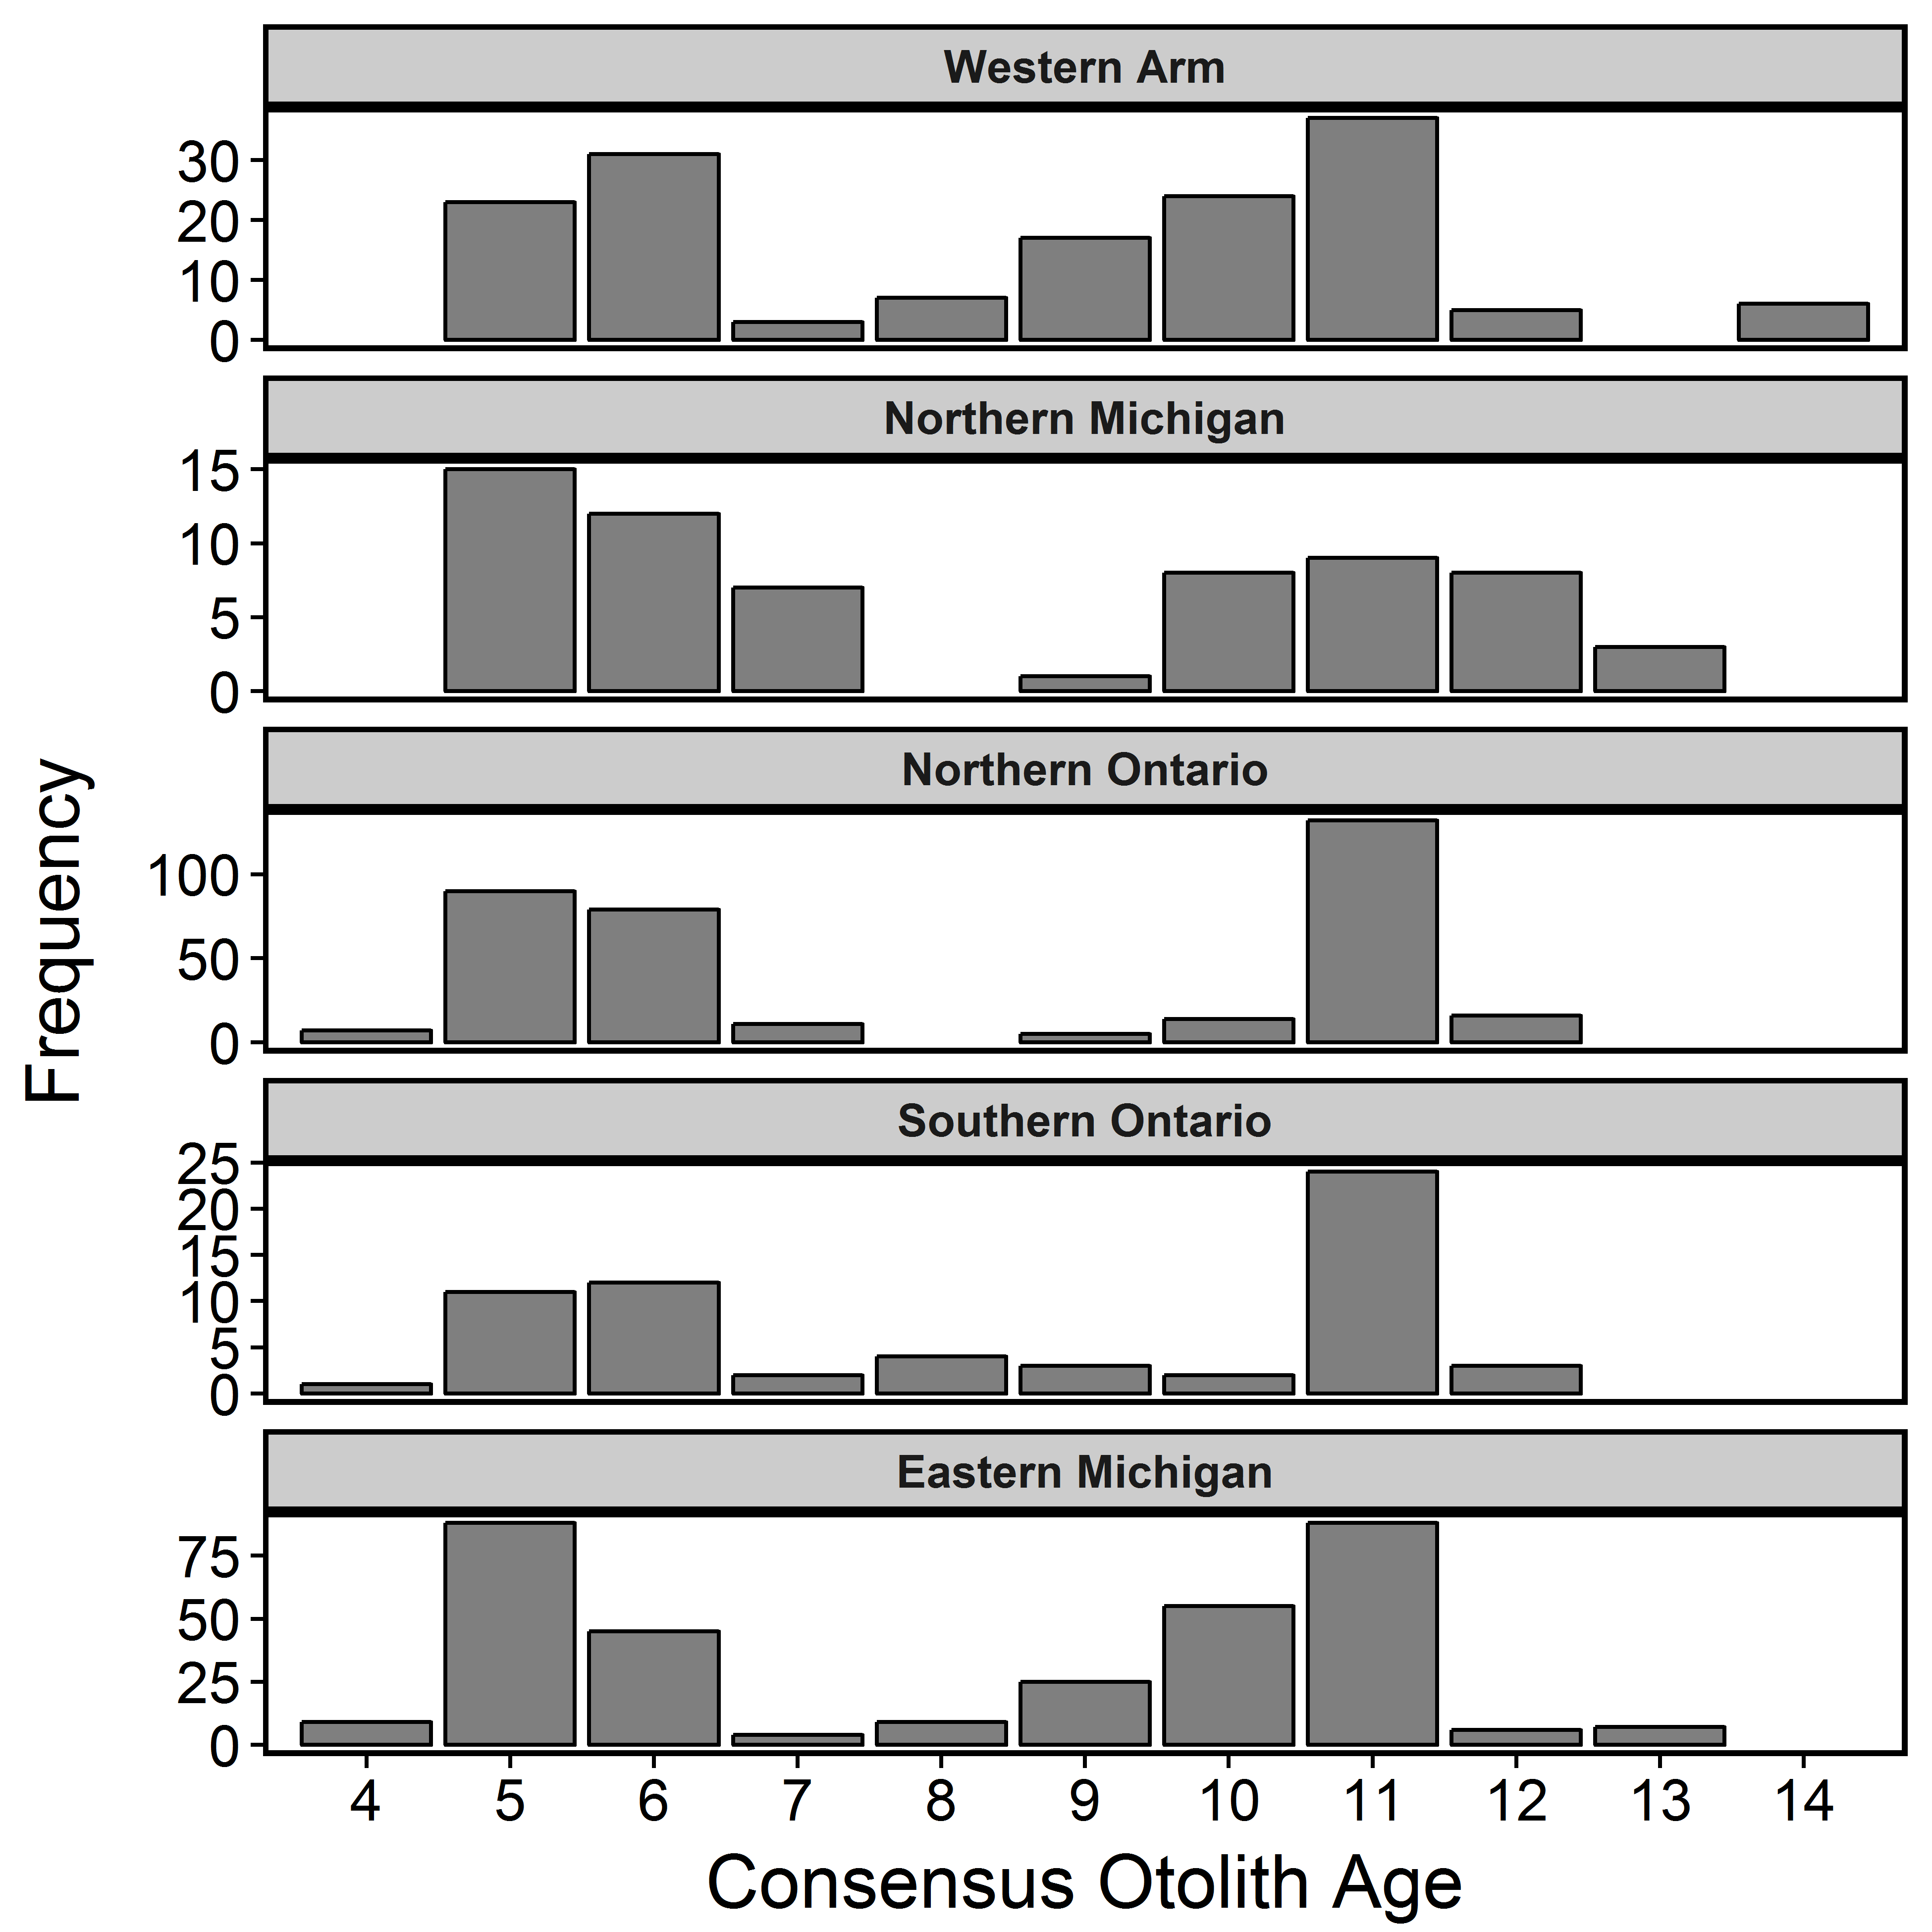 Western Arm
30
20
10
0
Northern Michigan
15
10
5
0
Northern Ontario
100
50
0
Southern Ontario
25
20
15
10
5
0
Eastern Michigan
75
50
25
0
4 5 6 7 8 9 10 11 12 13 14
Consensus Otolith Age
Frequency